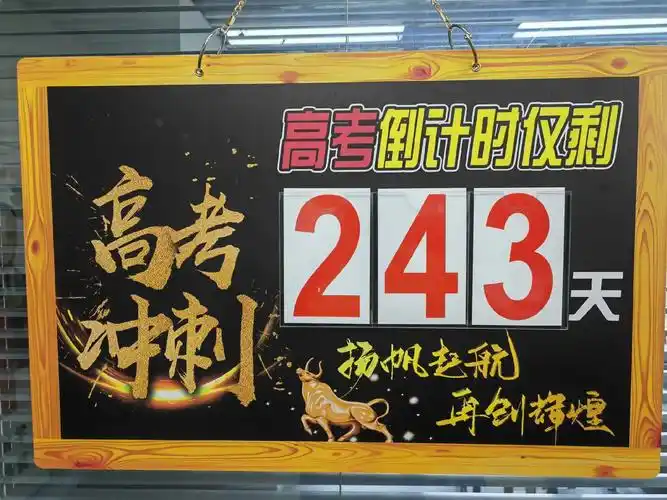 高考倒计时仅剩
243天
高考
冲刺
扬帆起航
再创辉煌